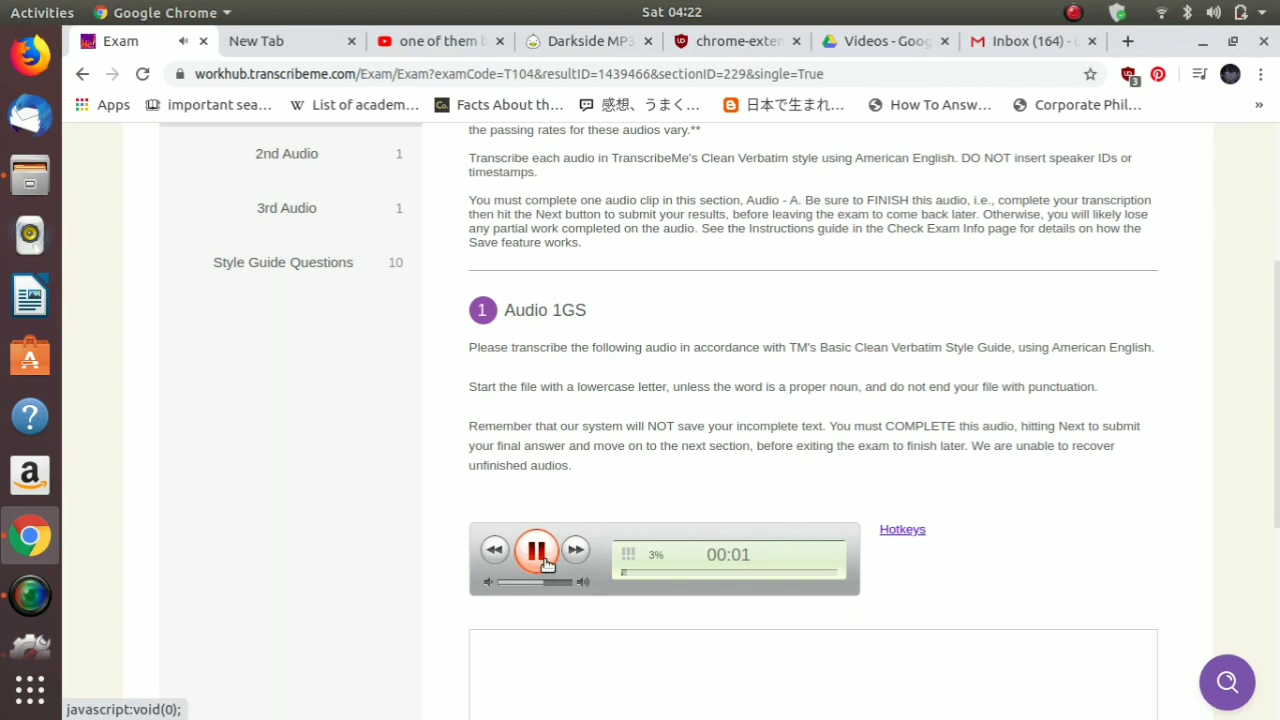 Activities
Google Chrome
Sat 04:22
Exam
New Tab
one of them b
Darkside MP3
chrome-exten
Videos - Goog
Inbox (164) - u
workhub.transcribeme.com/Exam/Exam?examCode=T104&resultID=1439466&sectionID=229&single=True
3
Apps
important sea...
W List of academ...
Co Facts About th...
感想、うまく...
日本で生まれ...
How To Answ...
Corporate Phil...
»
2nd Audio 1
3rd Audio 1
Style Guide Questions 10
the passing rates for these audios vary.**
Transcribe each audio in TranscribeMe's Clean Verbatim style using American English. DO NOT insert speaker IDs or
timestamps.
You must complete one audio clip in this section, Audio - A. Be sure to FINISH this audio, i.e., complete your transcription
then hit the Next button to submit your results, before leaving the exam to come back later. Otherwise, you will likely lose
any partial work completed on the audio. See the Instructions guide in the Check Exam Info page for details on how the
Save feature works.
1 Audio 1GS
Please transcribe the following audio in accordance with TM's Basic Clean Verbatim Style Guide, using American English.
Start the file with a lowercase letter, unless the word is a proper noun, and do not end your file with punctuation.
Remember that our system will NOT save your incomplete text. You must COMPLETE this audio, hitting Next to submit
your final answer and move on to the next section, before exiting the exam to finish later. We are unable to recover
unfinished audios.
3% 00:01
Hotkeys
javascript:void(0);